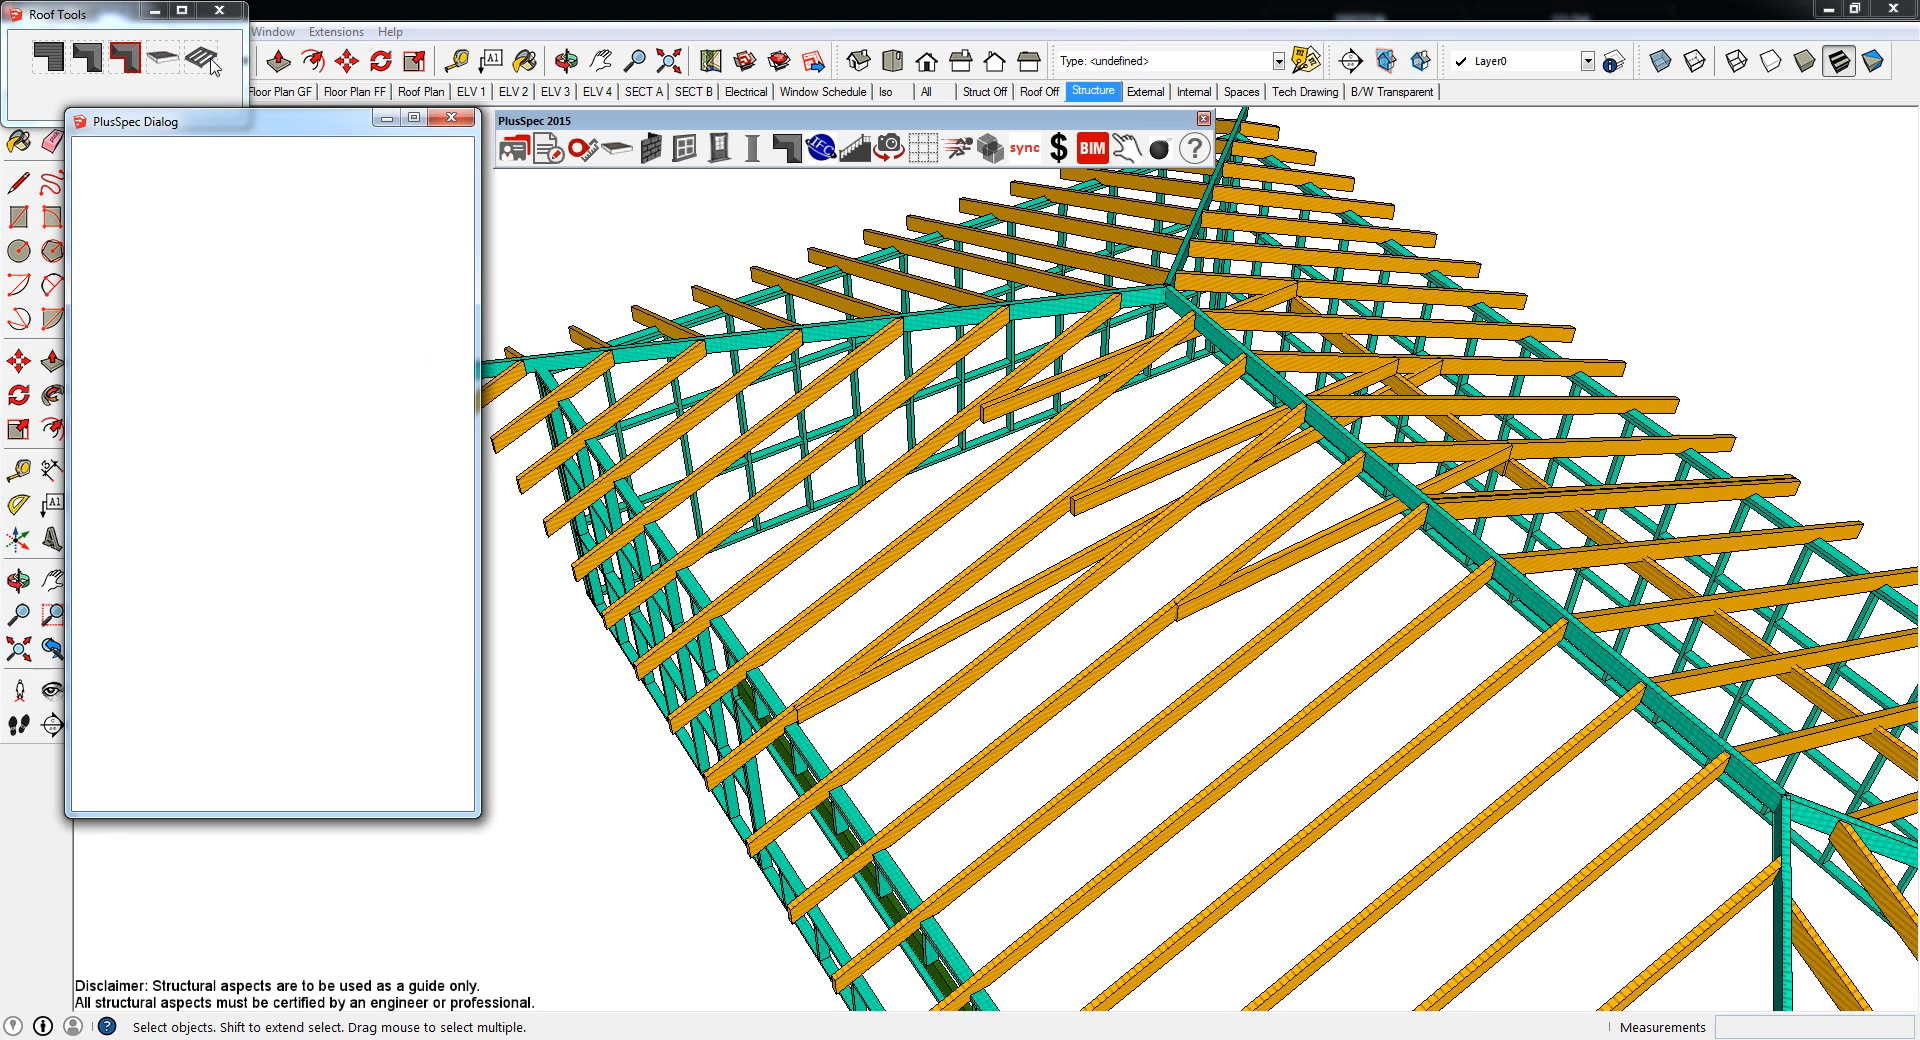 Roof Tools
Window Extensions Help
A1
Type: <undefined>
Layer0
Floor Plan GF Floor Plan FF Roof Plan ELV 1 ELV 2 ELV 3 ELV 4 SECT A SECT B Electrical Window Schedule Iso All Struct Off Roof Off Structure External Internal Spaces Tech Drawing B/W Transparent
PlusSpec Dialog
PlusSpec 2015
IFC sync $ BIM ?
A1
Disclaimer: Structural aspects are to be used as a guide only.
All structural aspects must be certified by an engineer or professional.
Select objects. Shift to extend select. Drag mouse to select multiple.
Measurements